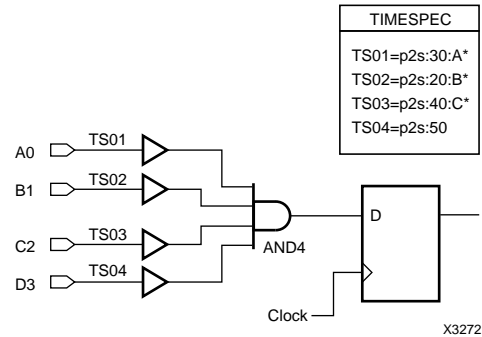 TIMESPEC
TS01=p2s:30:A*
TS02=p2s:20:B*
TS03=p2s:40:C*
TS04=p2s:50
A0
TS01
B1
TS02
C2
TS03
D3
TS04
AND4
D
Clock
X3272